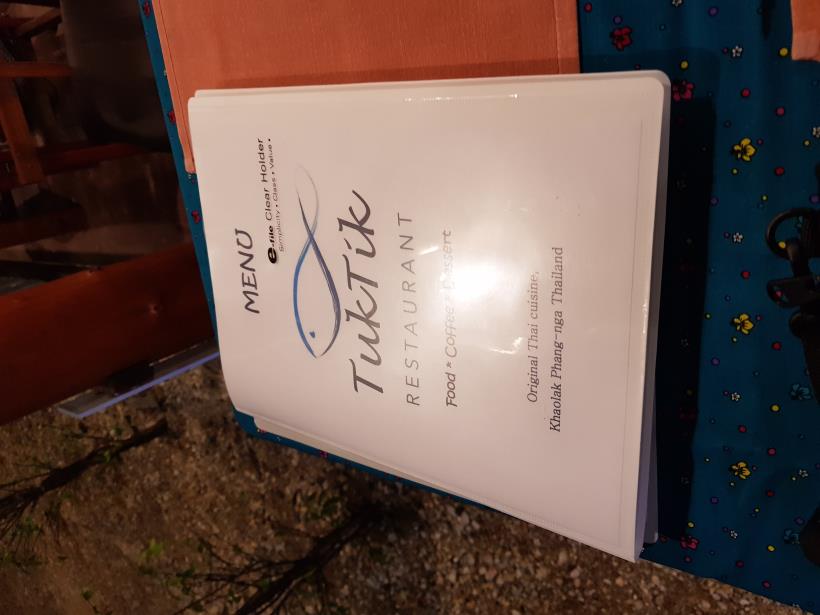 MENU
e-file Clear Holder
Simplicity • Class • Value •
TukTik
RESTAURANT
Food * Coffee * Dessert
Original Thai cuisine,
Khaolak Phang-nga Thailand